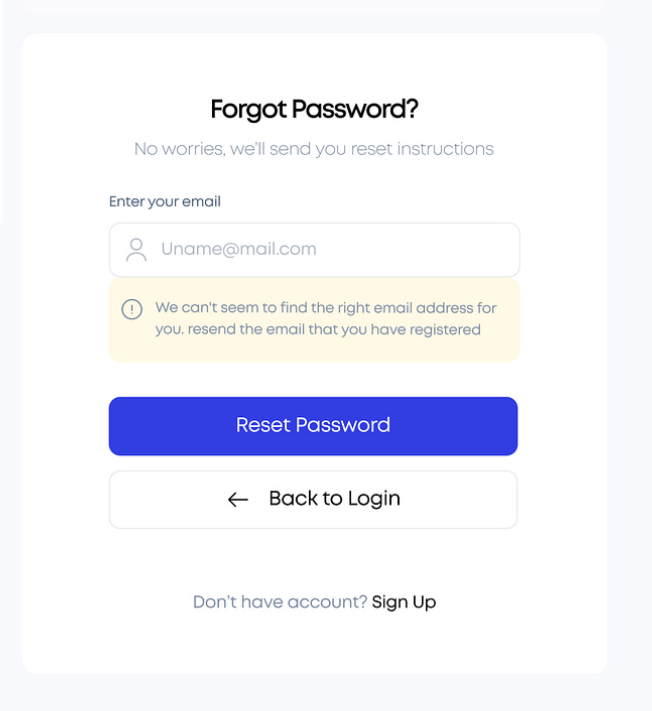 Forgot Password?
No worries, we'll send you reset instructions
Enter your email
Uname@mail.com
We can't seem to find the right email address for
you. resend the email that you have registered
Reset Password
Back to Login
Don't have account? Sign Up